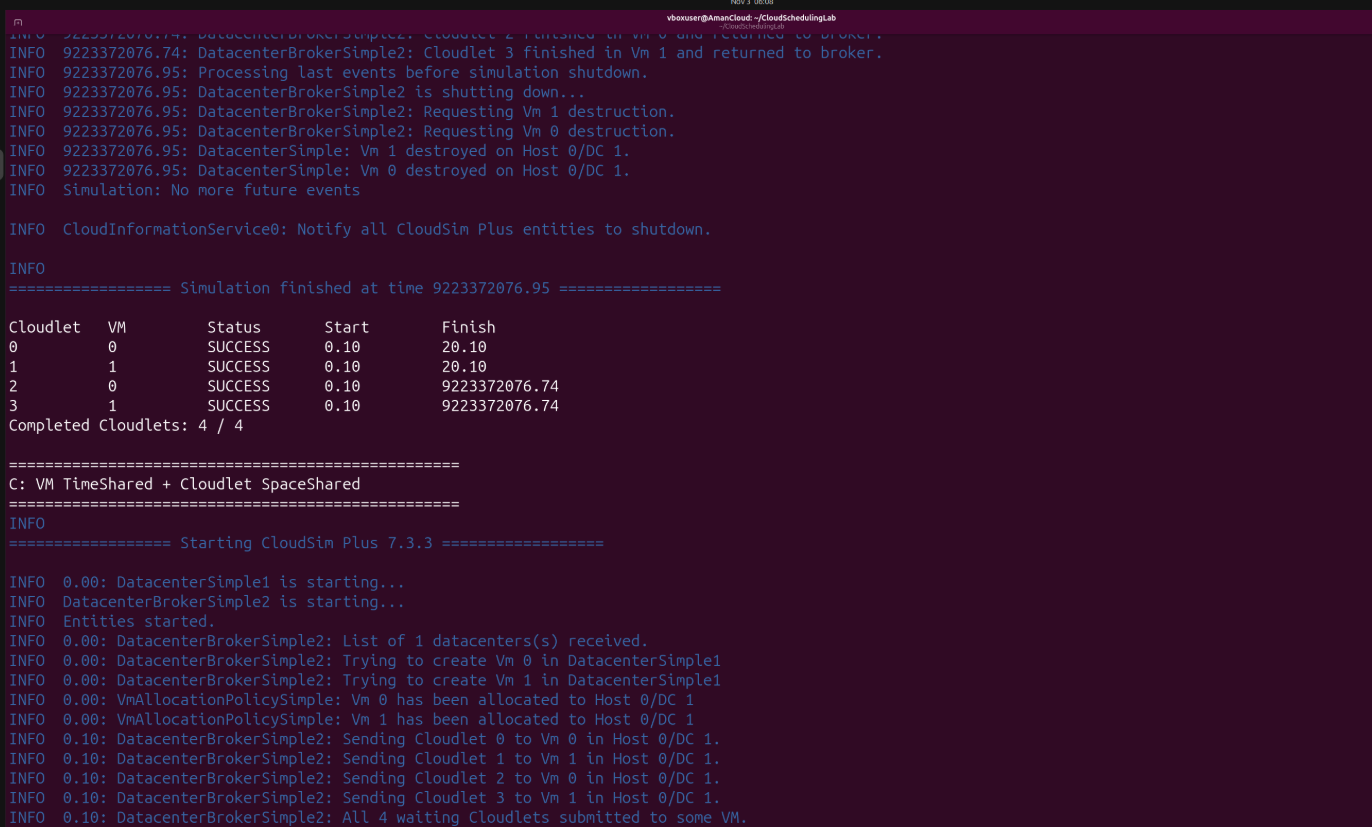 Nov 3 06:08
vboxuser@AmanCloud: ~/CloudSchedulingLab
~/CloudSchedulingLab
INFO 9223372076.74: DatacenterBrokerSimple2: Cloudlet 2 finished in Vm 0 and returned to broker.
INFO 9223372076.74: DatacenterBrokerSimple2: Cloudlet 3 finished in Vm 1 and returned to broker.
INFO 9223372076.95: Processing last events before simulation shutdown.
INFO 9223372076.95: DatacenterBrokerSimple2 is shutting down...
INFO 9223372076.95: DatacenterBrokerSimple2: Requesting Vm 1 destruction.
INFO 9223372076.95: DatacenterBrokerSimple2: Requesting Vm 0 destruction.
INFO 9223372076.95: DatacenterSimple: Vm 1 destroyed on Host 0/DC 1.
INFO 9223372076.95: DatacenterSimple: Vm 0 destroyed on Host 0/DC 1.
INFO Simulation: No more future events
INFO CloudInformationService0: Notify all CloudSim Plus entities to shutdown.
INFO
================== Simulation finished at time 9223372076.95 ==================
Cloudlet VM Status Start Finish
0 0 SUCCESS 0.10 20.10
1 1 SUCCESS 0.10 20.10
2 0 SUCCESS 0.10 9223372076.74
3 1 SUCCESS 0.10 9223372076.74
Completed Cloudlets: 4 / 4
==================================================
C: VM TimeShared + Cloudlet SpaceShared
==================================================
INFO
================== Starting CloudSim Plus 7.3.3 ==================
INFO 0.00: DatacenterSimple1 is starting...
INFO DatacenterBrokerSimple2 is starting...
INFO Entities started.
INFO 0.00: DatacenterBrokerSimple2: List of 1 datacenters(s) received.
INFO 0.00: DatacenterBrokerSimple2: Trying to create Vm 0 in DatacenterSimple1
INFO 0.00: DatacenterBrokerSimple2: Trying to create Vm 1 in DatacenterSimple1
INFO 0.00: VmAllocationPolicySimple: Vm 0 has been allocated to Host 0/DC 1
INFO 0.00: VmAllocationPolicySimple: Vm 1 has been allocated to Host 0/DC 1
INFO 0.10: DatacenterBrokerSimple2: Sending Cloudlet 0 to Vm 0 in Host 0/DC 1.
INFO 0.10: DatacenterBrokerSimple2: Sending Cloudlet 1 to Vm 1 in Host 0/DC 1.
INFO 0.10: DatacenterBrokerSimple2: Sending Cloudlet 2 to Vm 0 in Host 0/DC 1.
INFO 0.10: DatacenterBrokerSimple2: Sending Cloudlet 3 to Vm 1 in Host 0/DC 1.
INFO 0.10: DatacenterBrokerSimple2: All 4 waiting Cloudlets submitted to some VM.